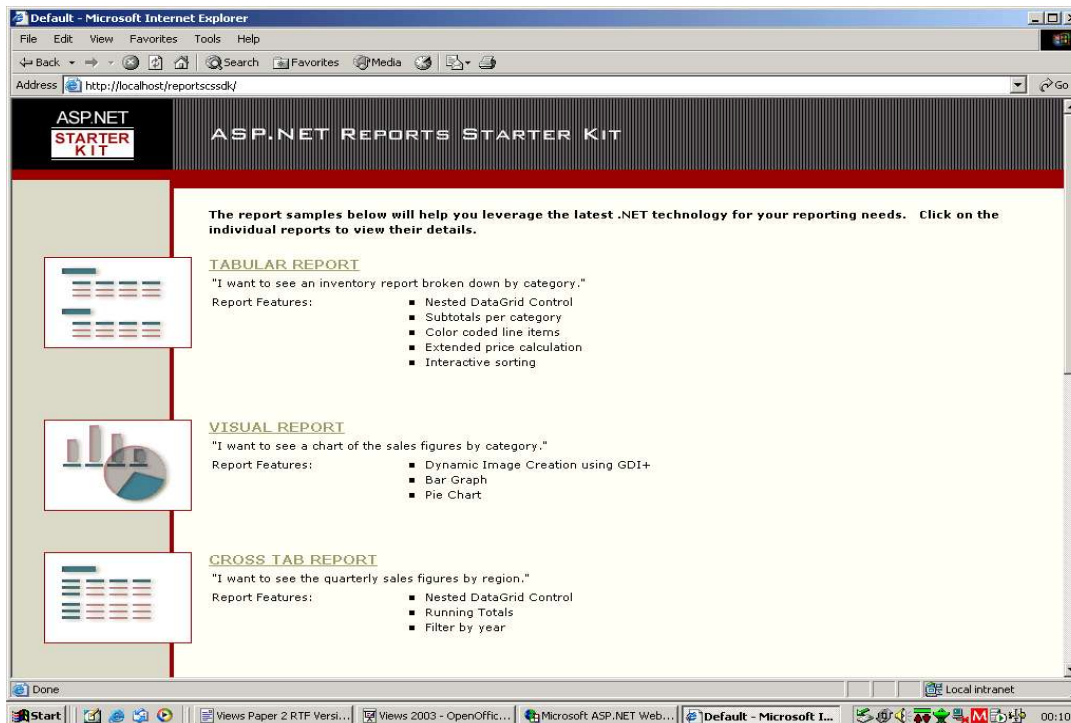 Default - Microsoft Internet Explorer
File Edit View Favorites Tools Help
Back Search Favorites Media
Address http://localhost/reportscssdk/ Go
ASP.NET
STARTER
KIT
ASP.NET REPORTS STARTER KIT
The report samples below will help you leverage the latest .NET technology for your reporting needs. Click on the
individual reports to view their details.
TABULAR REPORT
"I want to see an inventory report broken down by category."
Report Features:
▪ Nested DataGrid Control
▪ Subtotals per category
▪ Color coded line items
▪ Extended price calculation
▪ Interactive sorting
VISUAL REPORT
"I want to see a chart of the sales figures by category."
Report Features:
▪ Dynamic Image Creation using GDI+
▪ Bar Graph
▪ Pie Chart
CROSS TAB REPORT
"I want to see the quarterly sales figures by region."
Report Features:
▪ Nested DataGrid Control
▪ Running Totals
▪ Filter by year
Done Local intranet
Start Views Paper 2 RTF Versi... Views 2003 - OpenOffic... Microsoft ASP.NET Web... Default - Microsoft I... M 00:10